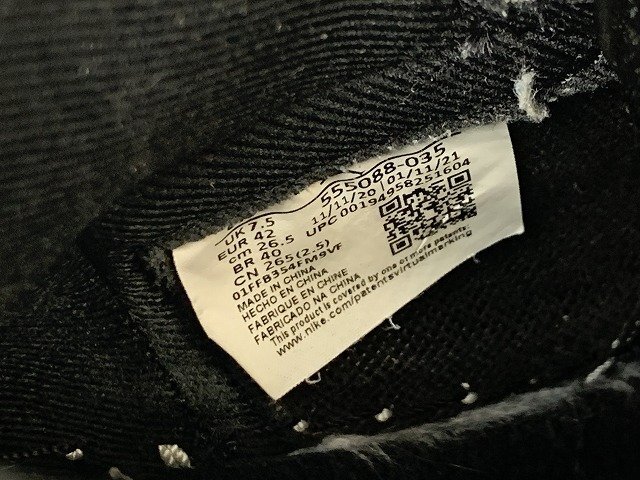 UK 7.5
EUR 42
cm 26.5
BR 40
CN 265(2.5)
555088-035
11/11/20 01/11/21
UPC 00194958251604
01FF8354FM9VF
MADE IN CHINA
HECHO EN CHINA
FABRIQUE EN CHINE
FABRICADO NA CHINA
This product is covered by one or more patents.
www.nike.com/patentsvirtualmarking